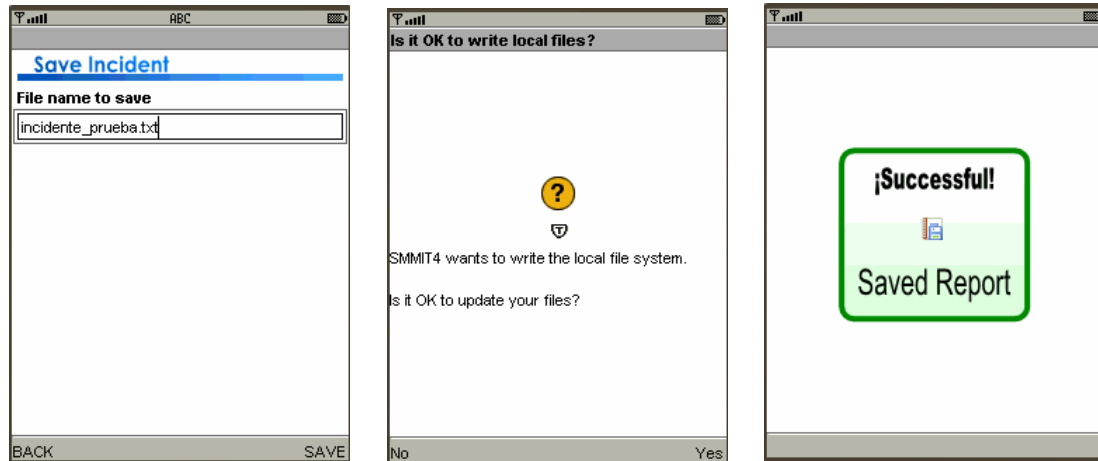 ABC
Save Incident
File name to save
incidente_prueba.txt
BACK SAVE
Is it OK to write local files?
?
T
SMMIT4 wants to write the local file system.
Is it OK to update your files?
No Yes
¡Successful!
Saved Report